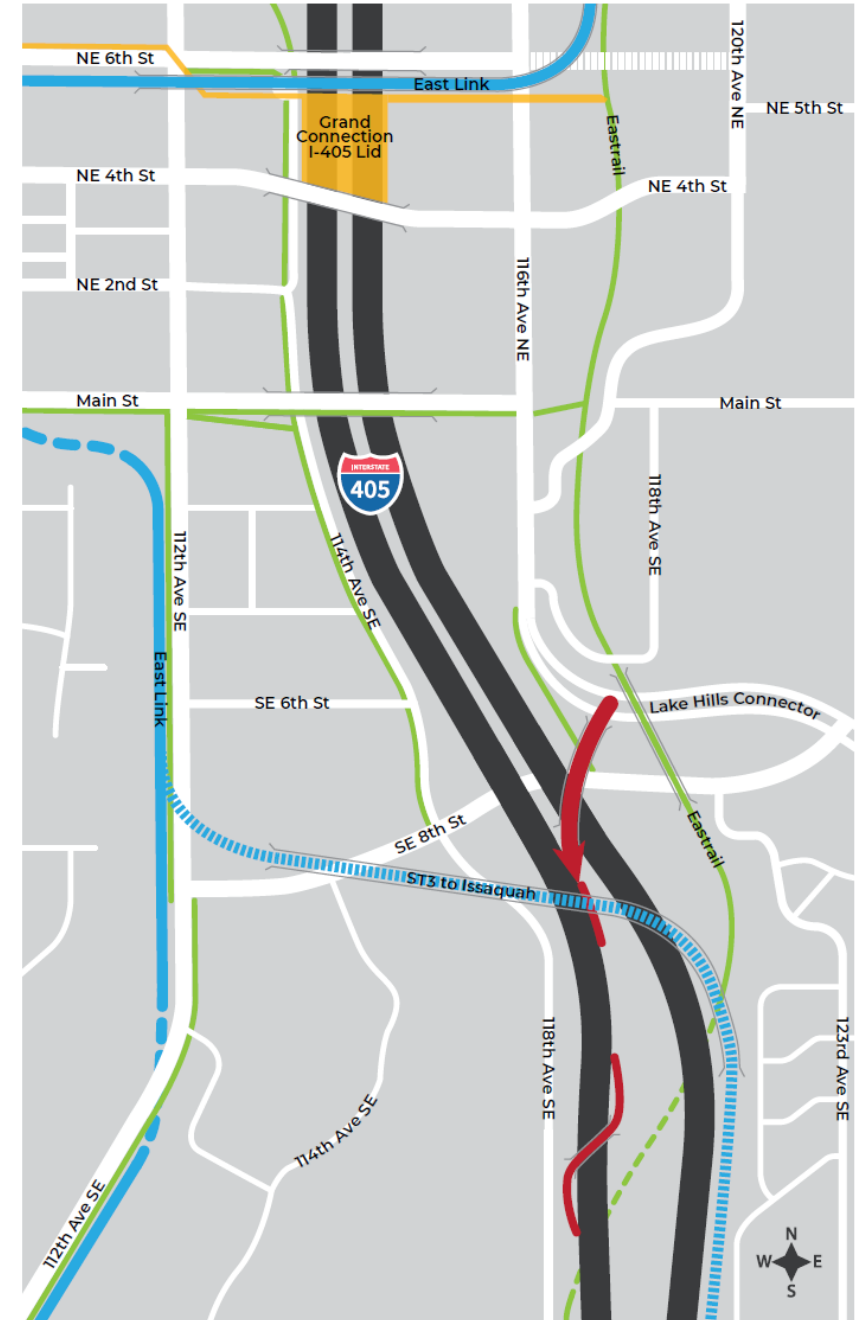 120th Ave NE
NE 6th St
East Link
NE 5th St
Grand
Connection
I-405 Lid
Eastrail
NE 4th St
NE 4th St
116th Ave NE
NE 2nd St
Main St
Main St
INTERSTATE
405
118th Ave SE
112th Ave SE
114th Ave SE
East Link
SE 6th St
Lake Hills Connector
SE 8th St
Eastrail
ST3 to Issaquah
118th Ave SE
123rd Ave SE
114th Ave SE
112th Ave SE
N
W
E
S